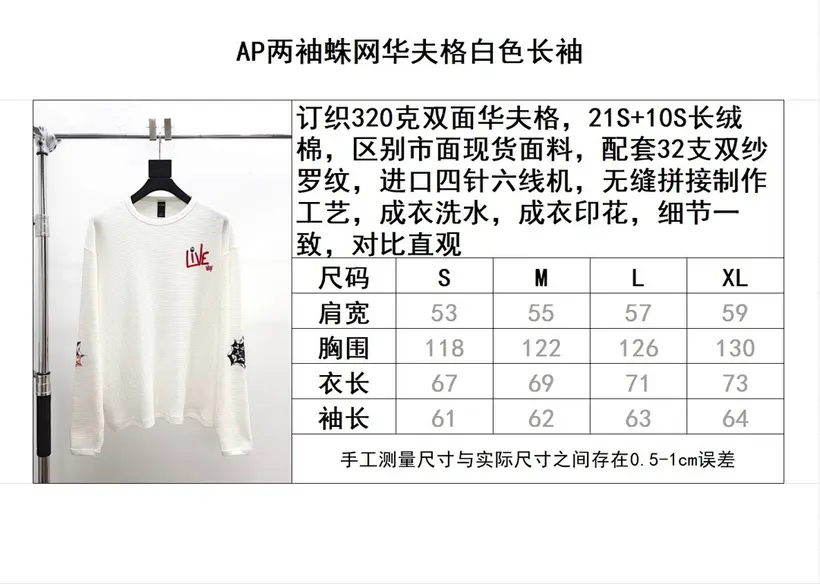 AP两袖蛛网华夫格白色长袖
订织320克双面华夫格，21S+10S长绒
棉，区别市面现货面料，配套32支双纱
罗纹，进口四针六线机，无缝拼接制作
工艺，成衣洗水，成衣印花，细节一
致，对比直观
LIVE
尺码 S M L XL
肩宽 53 55 57 59
胸围 118 122 126 130
衣长 67 69 71 73
袖长 61 62 63 64
手工测量尺寸与实际尺寸之间存在0.5-1cm误差